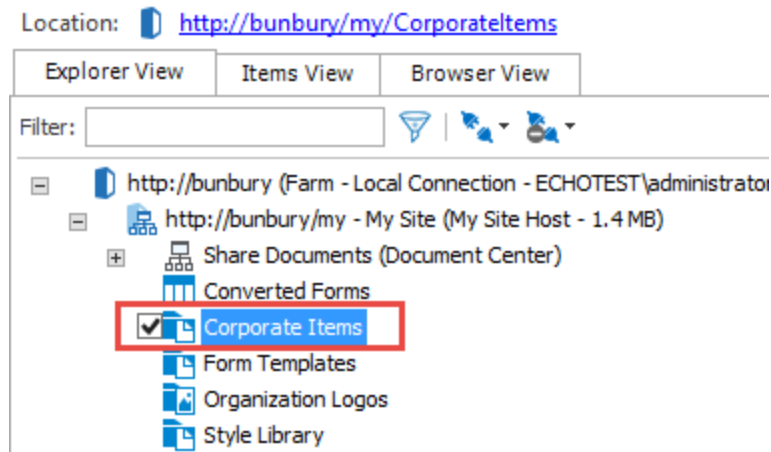 Location: http://bunbury/my/CorporateItems
Explorer View Items View Browser View
Filter:
http://bunbury (Farm - Local Connection - ECHOTEST\administrator
http://bunbury/my - My Site (My Site Host - 1.4 MB)
Share Documents (Document Center)
Converted Forms
Corporate Items
Form Templates
Organization Logos
Style Library